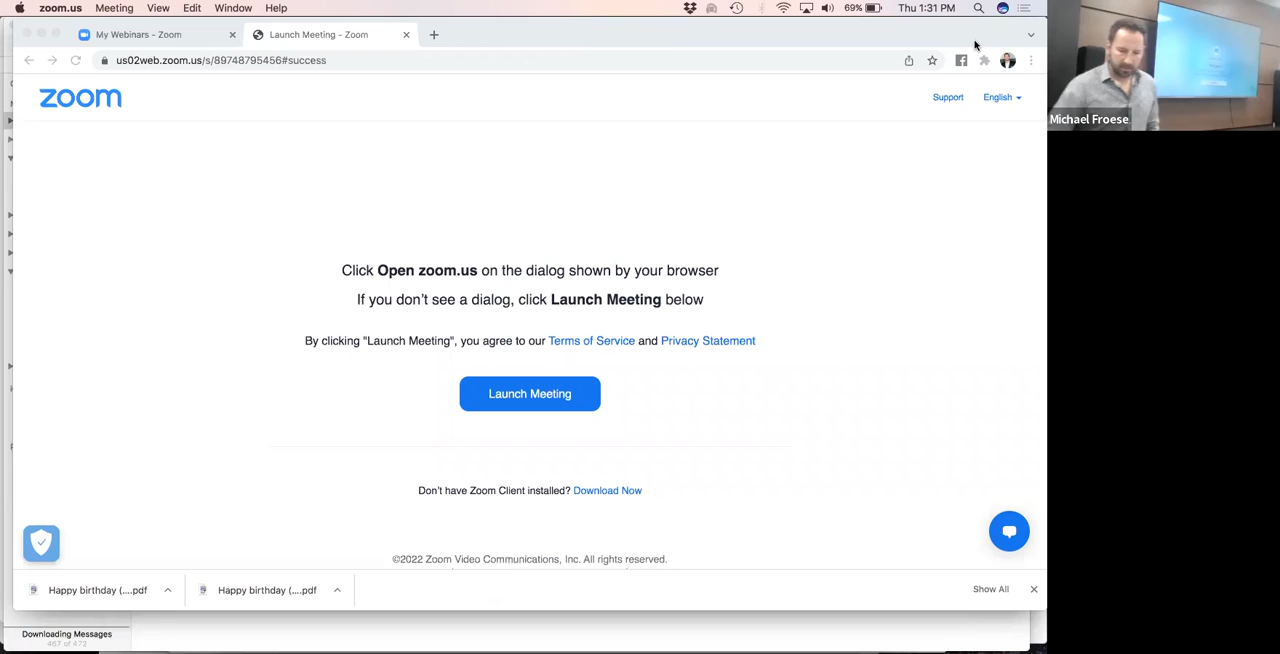 zoom.us Meeting View Edit Window Help 69% Thu 1:31 PM
My Webinars - Zoom Launch Meeting - Zoom
us02web.zoom.us/s/89748795456#success
zoom Support English
Michael Froese
Click Open zoom.us on the dialog shown by your browser
If you don't see a dialog, click Launch Meeting below
By clicking "Launch Meeting", you agree to our Terms of Service and Privacy Statement
Launch Meeting
Don't have Zoom Client installed? Download Now
©2022 Zoom Video Communications, Inc. All rights reserved.
Happy birthday (....pdf Happy birthday (....pdf Show All
Downloading Messages
467 of 472